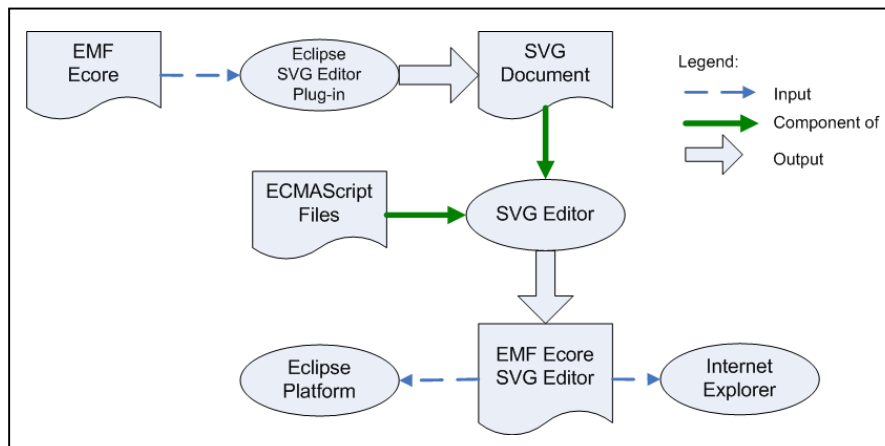 EMF
Ecore
Eclipse
SVG Editor
Plug-in
SVG
Document
Legend:
Input
Component of
Output
ECMAScript
Files
SVG Editor
Eclipse
Platform
EMF Ecore
SVG Editor
Internet
Explorer